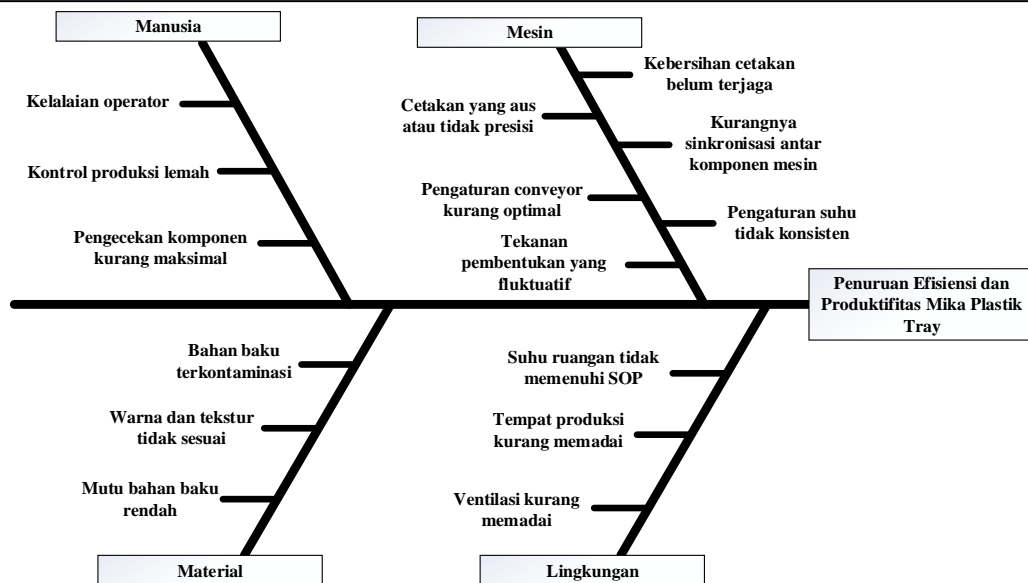 Manusia
Kelalaian operator
Kontrol produksi lemah
Pengecekan komponen
kurang maksimal
Mesin
Kebersihan cetakan
belum terjaga
Cetakan yang aus
atau tidak presisi
Kurangnya
sinkronisasi antar
komponen mesin
Pengaturan conveyor
kurang optimal
Pengaturan suhu
tidak konsisten
Tekanan
pembentukan yang
fluktuatif
Penuruan Efisiensi dan
Produktifitas Mika Plastik
Tray
Bahan baku
terkontaminasi
Warna dan tekstur
tidak sesuai
Mutu bahan baku
rendah
Material
Suhu ruangan tidak
memenuhi SOP
Tempat produksi
kurang memadai
Ventilasi kurang
memadai
Lingkungan